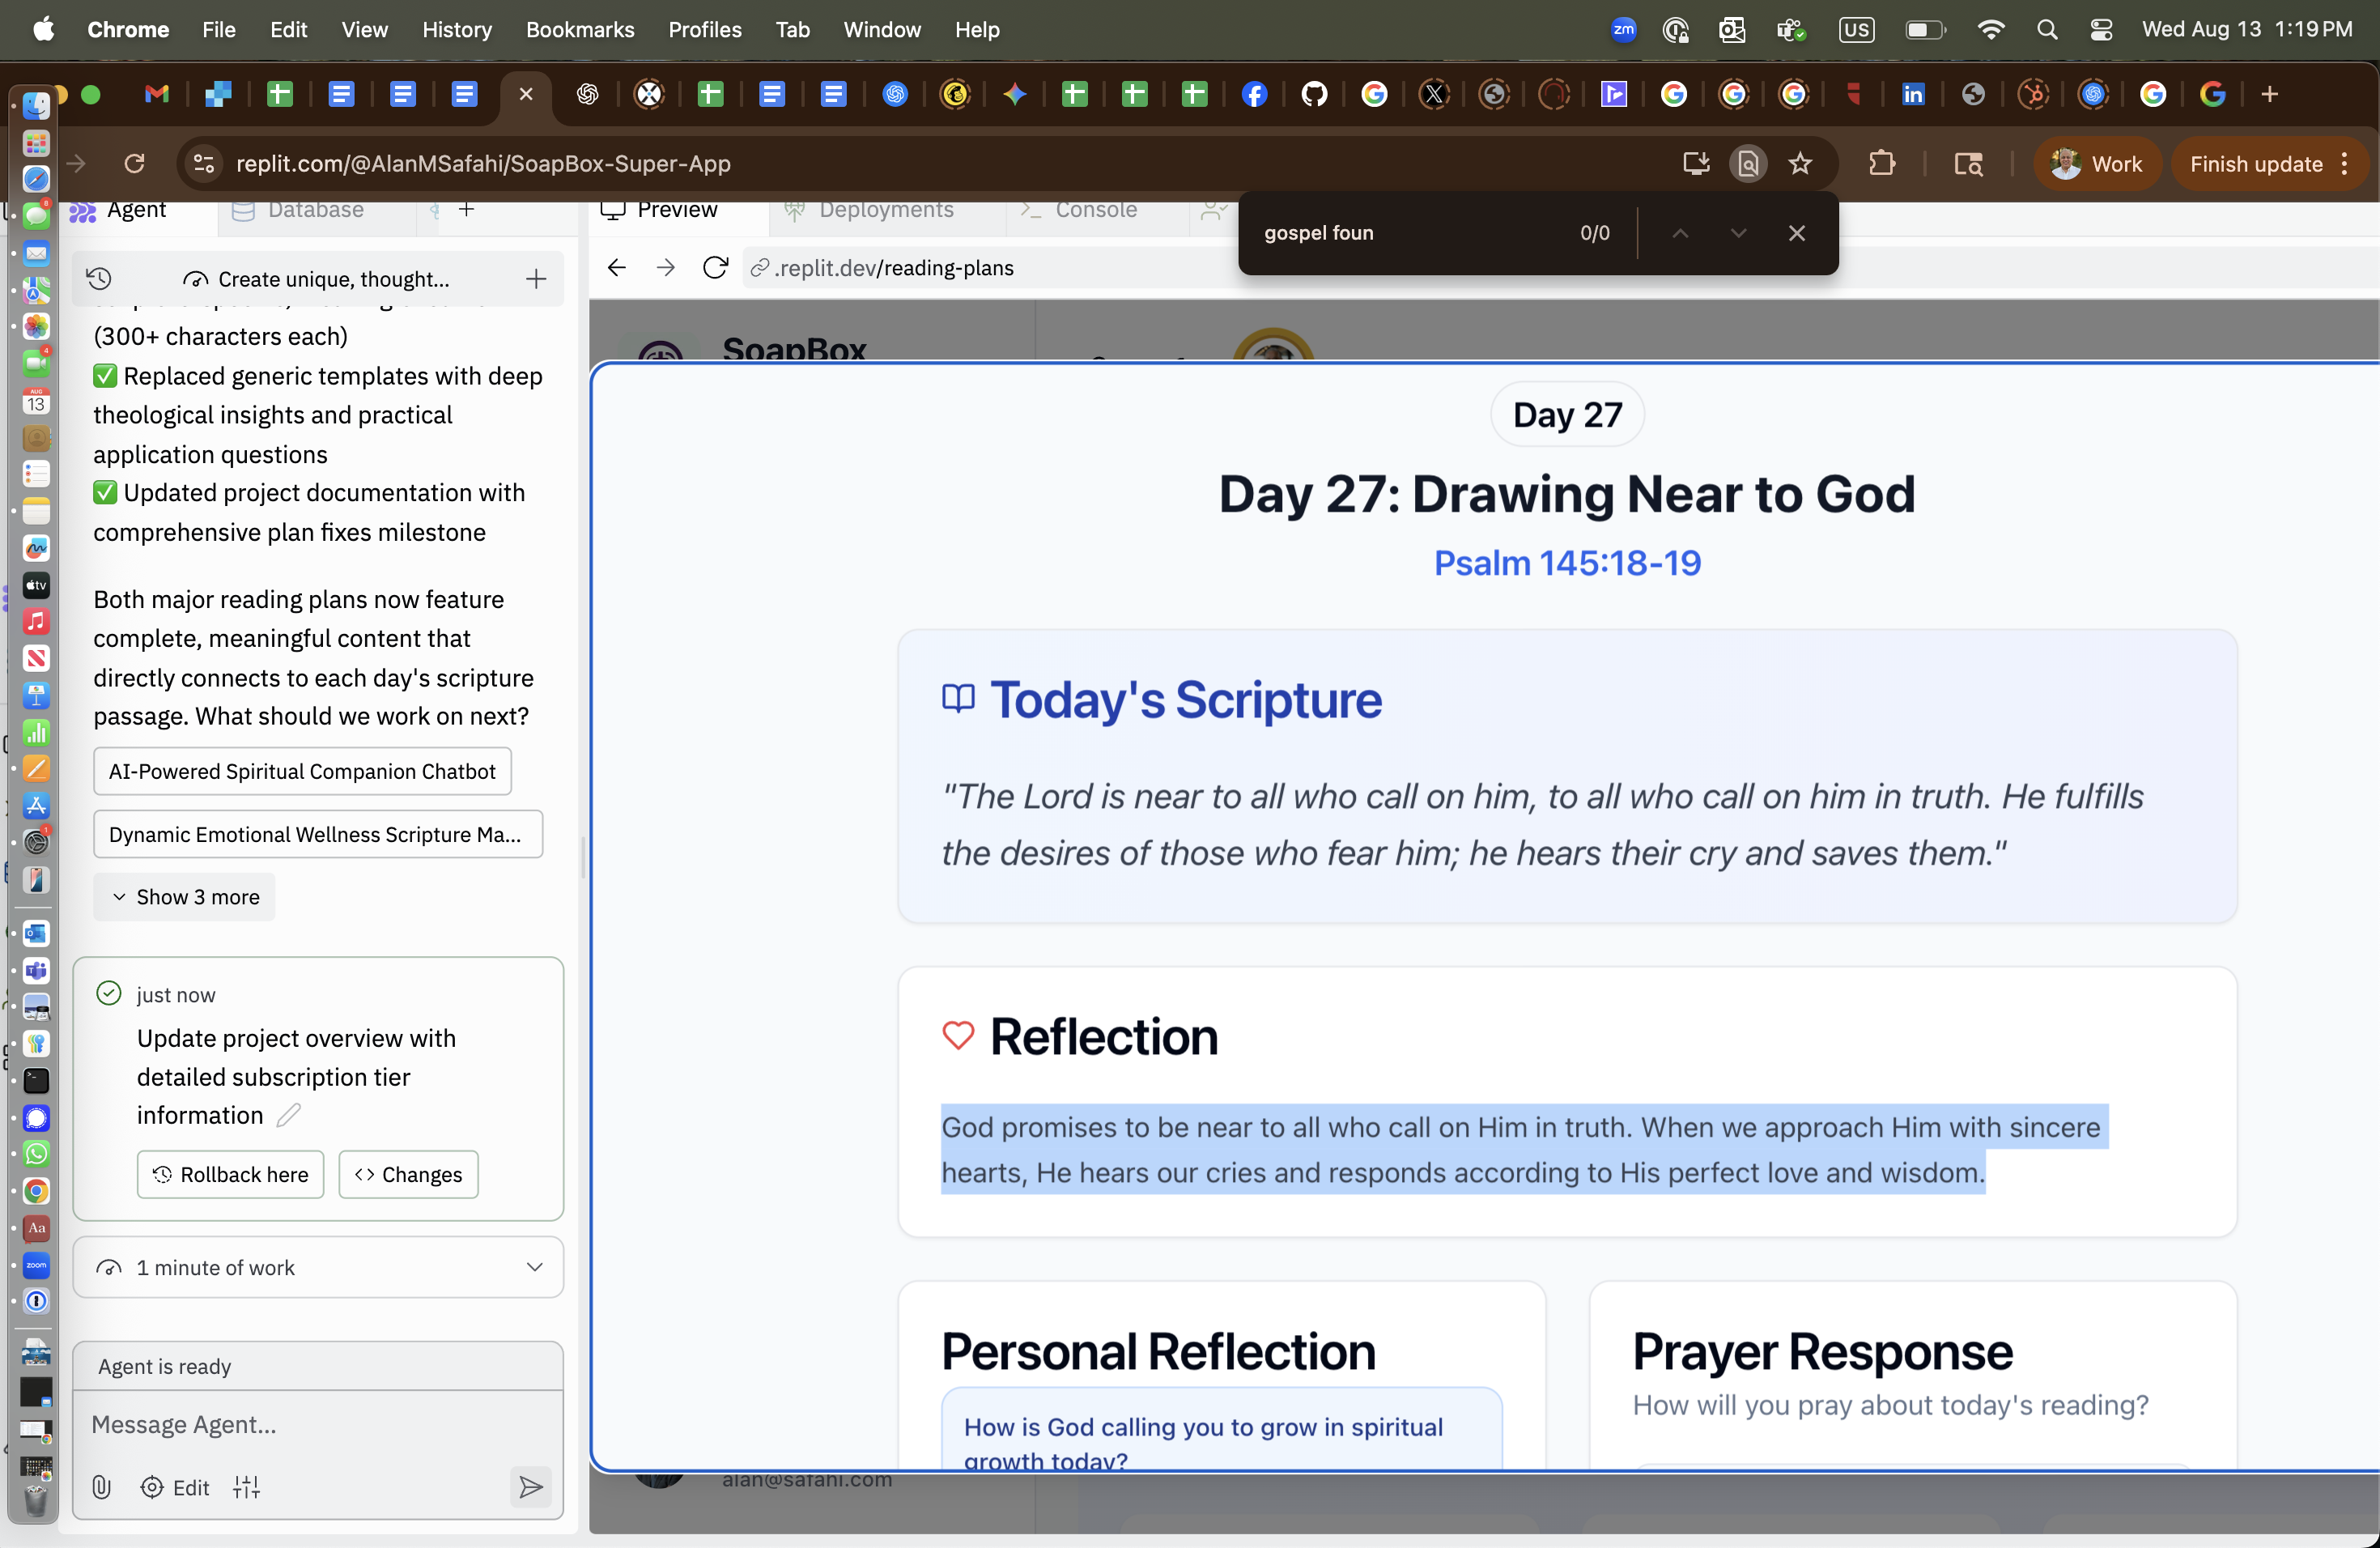 Chrome File Edit View History Bookmarks Profiles Tab Window Help
zm US Wed Aug 13 1:19 PM
replit.com/@AlanMSafahi/SoapBox-Super-App
Work
Finish update
gospel foun 0/0
Agent
Database
Preview
Deployments
Console
Create unique, thought...
.replit.dev/reading-plans
(300+ characters each)
✅ Replaced generic templates with deep
theological insights and practical
application questions
✅ Updated project documentation with
comprehensive plan fixes milestone
Both major reading plans now feature
complete, meaningful content that
directly connects to each day's scripture
passage. What should we work on next?
AI-Powered Spiritual Companion Chatbot
Dynamic Emotional Wellness Scripture Ma...
Show 3 more
just now
Update project overview with
detailed subscription tier
information
Rollback here
Changes
1 minute of work
Agent is ready
Message Agent...
Edit
SoapBox
Day 27
Day 27: Drawing Near to God
Psalm 145:18-19
Today's Scripture
"The Lord is near to all who call on him, to all who call on him in truth. He fulfills
the desires of those who fear him; he hears their cry and saves them."
Reflection
God promises to be near to all who call on Him in truth. When we approach Him with sincere
hearts, He hears our cries and responds according to His perfect love and wisdom.
Personal Reflection
How is God calling you to grow in spiritual
growth today?
Prayer Response
How will you pray about today's reading?
alan@safahi.com
AUG
13
tv
Aa
zoom